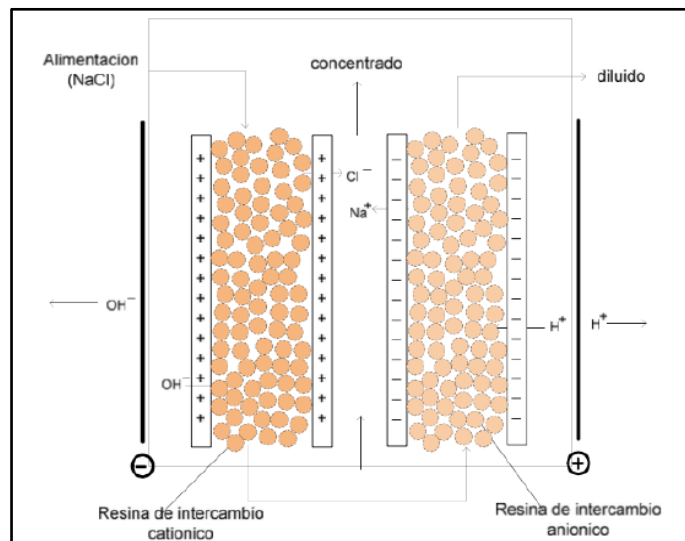 Alimentacion
(NaCl)
concentrado
diluido
Cl⁻
Na⁺
OH⁻
H⁺
H⁺
OH⁻
Resina de intercambio
cationico
Resina de intercambio
anionico